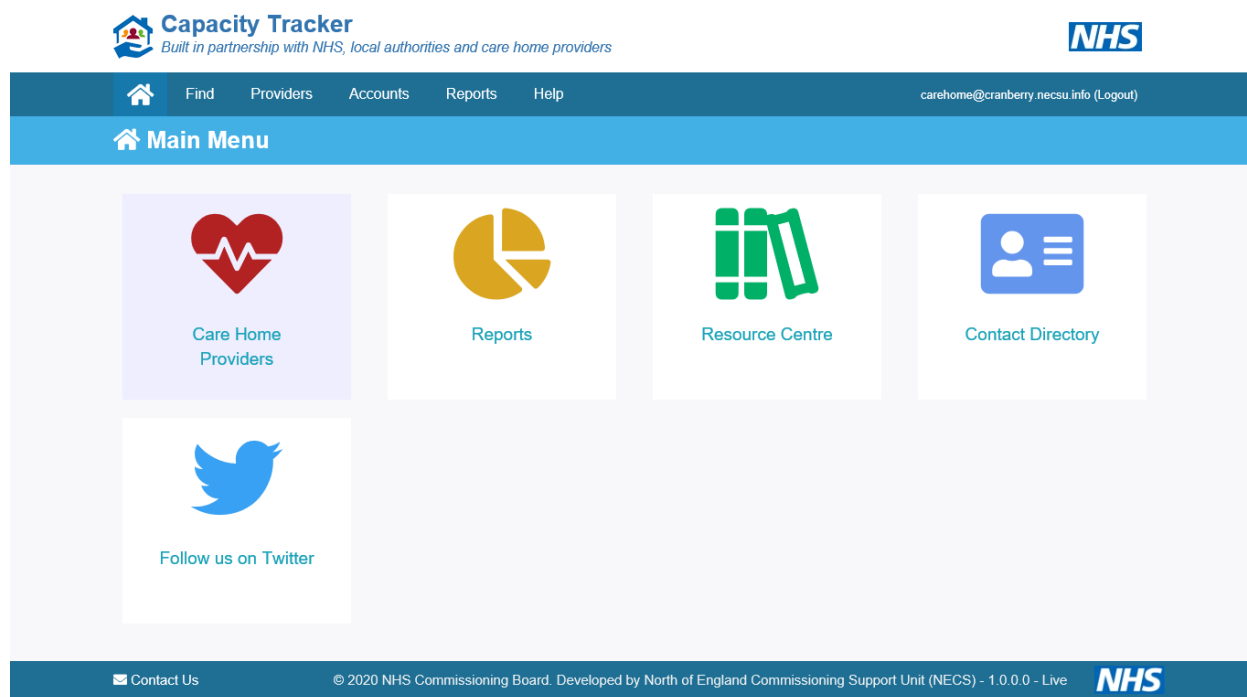 Capacity Tracker
Built in partnership with NHS, local authorities and care home providers
NHS
Find Providers Accounts Reports Help carehome@cranberry.necsu.info (Logout)
Main Menu
Care Home
Providers
Reports
Resource Centre
Contact Directory
Follow us on Twitter
Contact Us © 2020 NHS Commissioning Board. Developed by North of England Commissioning Support Unit (NECS) - 1.0.0.0 - Live NHS